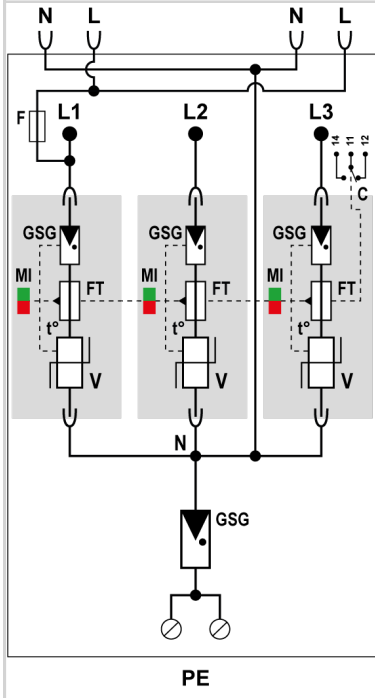 N L N L
F L1 L2 L3
14 11 12
C
GSG GSG GSG
MI MI MI
FT FT FT
t° t° t°
V V V
N
GSG
PE